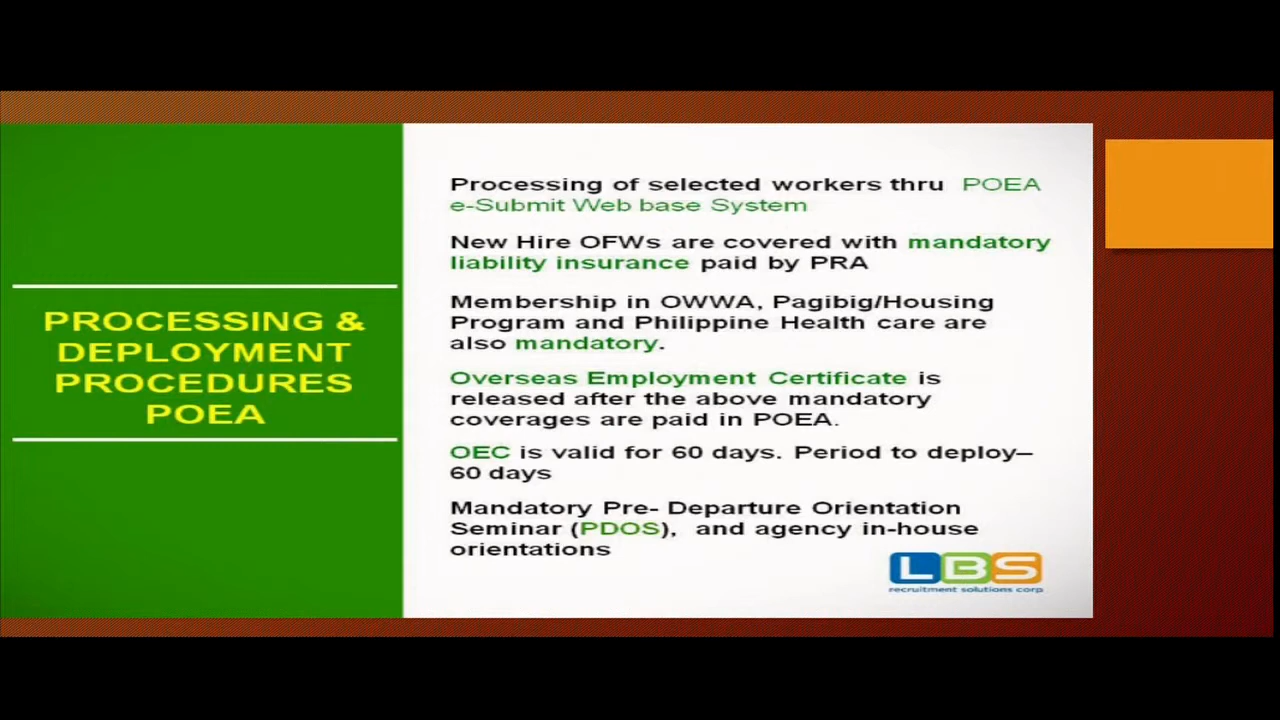 PROCESSING &
DEPLOYMENT
PROCEDURES
POEA
Processing of selected workers thru POEA
e-Submit Web base System
New Hire OFWs are covered with mandatory
liability insurance paid by PRA
Membership in OWWA, Pagibig/Housing
Program and Philippine Health care are
also mandatory.
Overseas Employment Certificate is
released after the above mandatory
coverages are paid in POEA.
OEC is valid for 60 days. Period to deploy–
60 days
Mandatory Pre- Departure Orientation
Seminar (PDOS), and agency in-house
orientations
LBS
recruitment solutions corp